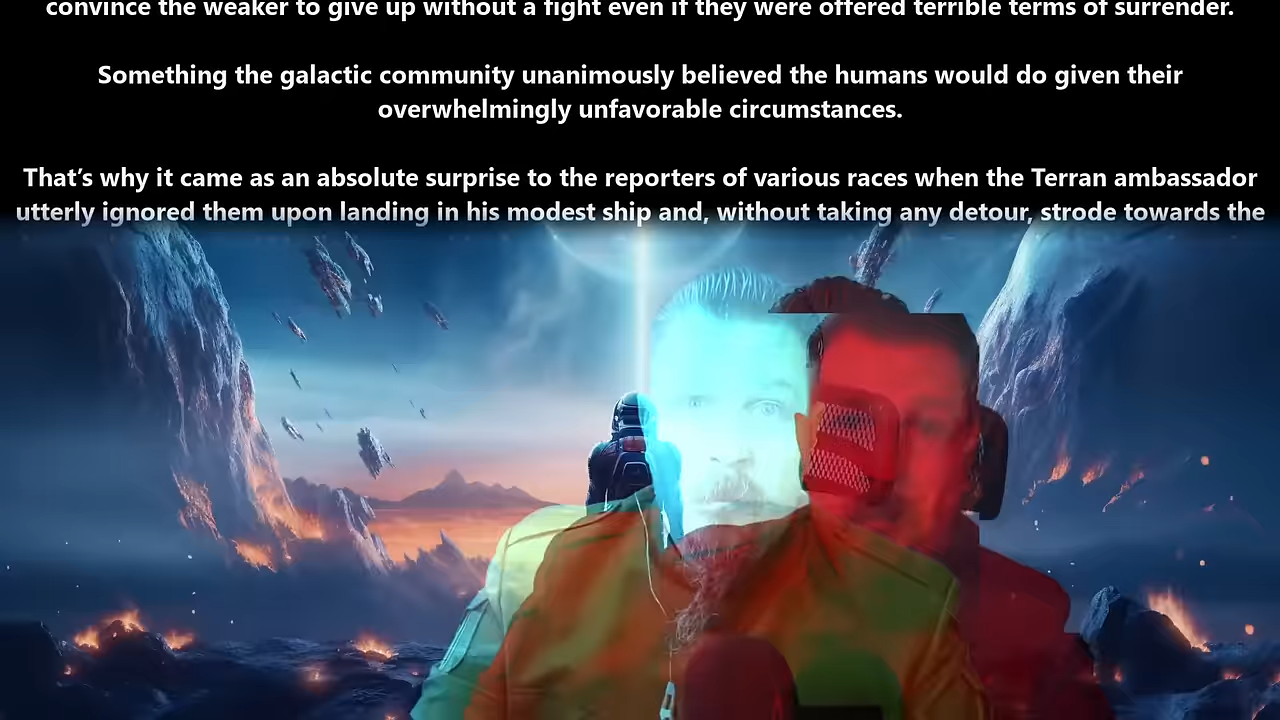 convince the weaker to give up without a fight even if they were offered terrible terms of surrender.
Something the galactic community unanimously believed the humans would do given their
overwhelmingly unfavorable circumstances.
That’s why it came as an absolute surprise to the reporters of various races when the Terran ambassador
utterly ignored them upon landing in his modest ship and, without taking any detour, strode towards the